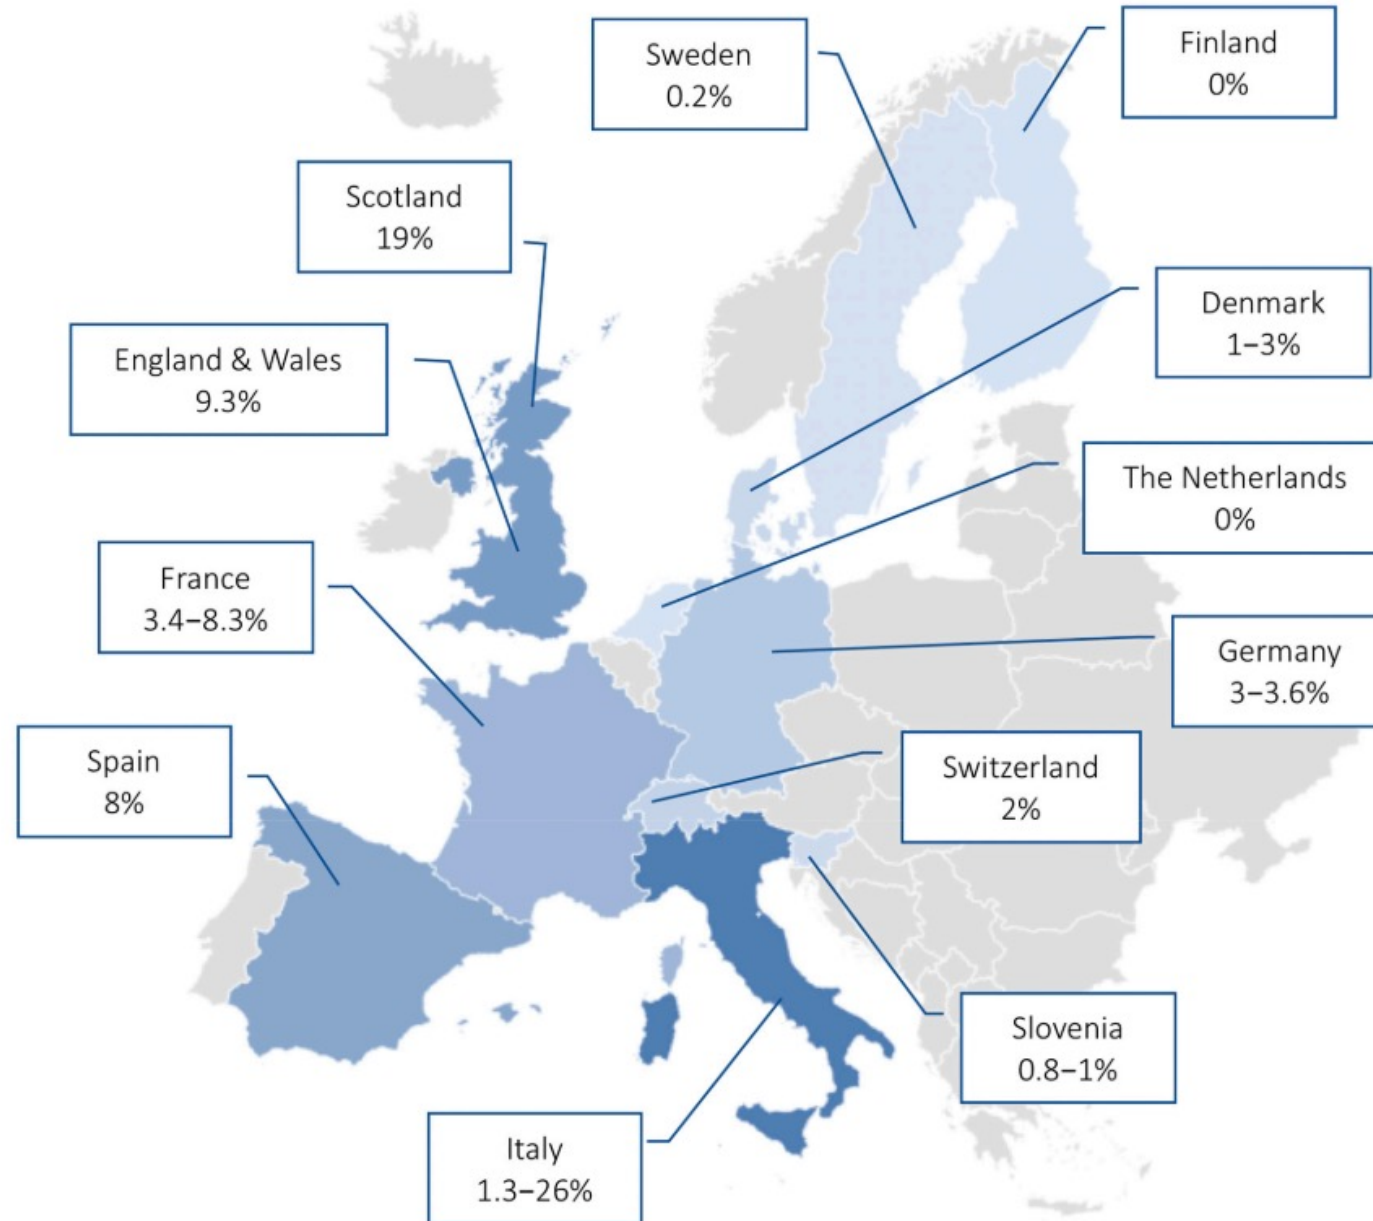 Sweden
0.2%
Finland
0%
Scotland
19%
Denmark
1–3%
England & Wales
9.3%
The Netherlands
0%
France
3.4–8.3%
Germany
3–3.6%
Spain
8%
Switzerland
2%
Slovenia
0.8–1%
Italy
1.3–26%